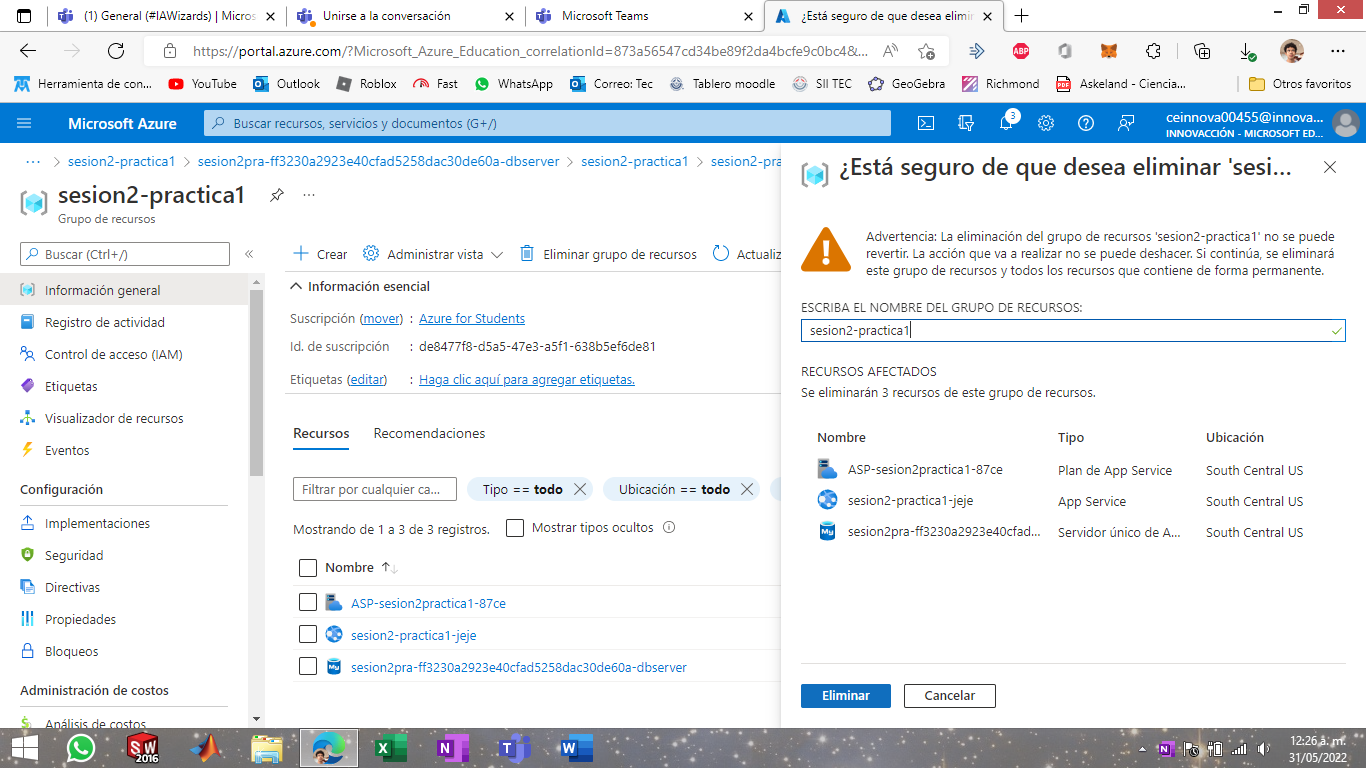 (1) General (#IAWizards) | Micros
Unirse a la conversación
Microsoft Teams
¿Está seguro de que desea elimin
https://portal.azure.com/?Microsoft_Azure_Education_correlationId=873a56547cd34be89f2da4bcfe9c0bc4&...
ABP
Herramienta de con...
YouTube
Outlook
Roblox
Fast
WhatsApp
Correo: Tec
Tablero moodle
SII TEC
GeoGebra
Richmond
PDF
Askeland - Ciencia...
Otros favoritos
Microsoft Azure
Buscar recursos, servicios y documentos (G+/)
3
ceinnova00455@innova...
INNOVACCIÓN - MICROSOFT ED...
··· > sesion2-practica1 > sesion2pra-ff3230a2923e40cfad5258dac30de60a-dbserver > sesion2-practica1 > sesion2-pra
sesion2-practica1
Grupo de recursos
Buscar (Ctrl+/)
«
Información general
Registro de actividad
Control de acceso (IAM)
Etiquetas
Visualizador de recursos
Eventos
Configuración
Implementaciones
Seguridad
Directivas
Propiedades
Bloqueos
Administración de costos
Análisis de costos
Crear
Administrar vista
Eliminar grupo de recursos
Actualiz
Información esencial
Suscripción (mover) : Azure for Students
Id. de suscripción : de8477f8-d5a5-47e3-a5f1-638b5ef6de81
Etiquetas (editar) : Haga clic aquí para agregar etiquetas.
Recursos
Recomendaciones
Filtrar por cualquier ca...
Tipo == todo
Ubicación == todo
Mostrando de 1 a 3 de 3 registros.
Mostrar tipos ocultos
Nombre
ASP-sesion2practica1-87ce
sesion2-practica1-jeje
My
sesion2pra-ff3230a2923e40cfad5258dac30de60a-dbserver
¿Está seguro de que desea eliminar 'sesi...
Advertencia: La eliminación del grupo de recursos 'sesion2-practica1' no se puede
revertir. La acción que va a realizar no se puede deshacer. Si continúa, se eliminará
este grupo de recursos y todos los recursos que contiene de forma permanente.
ESCRIBA EL NOMBRE DEL GRUPO DE RECURSOS:
sesion2-practica1
RECURSOS AFECTADOS
Se eliminarán 3 recursos de este grupo de recursos.
Nombre Tipo Ubicación
ASP-sesion2practica1-87ce Plan de App Service South Central US
sesion2-practica1-jeje App Service South Central US
My
sesion2pra-ff3230a2923e40cfad... Servidor único de A... South Central US
Eliminar
Cancelar
SW
2016
X
N
T
W
N
12:26 a. m.
31/05/2022